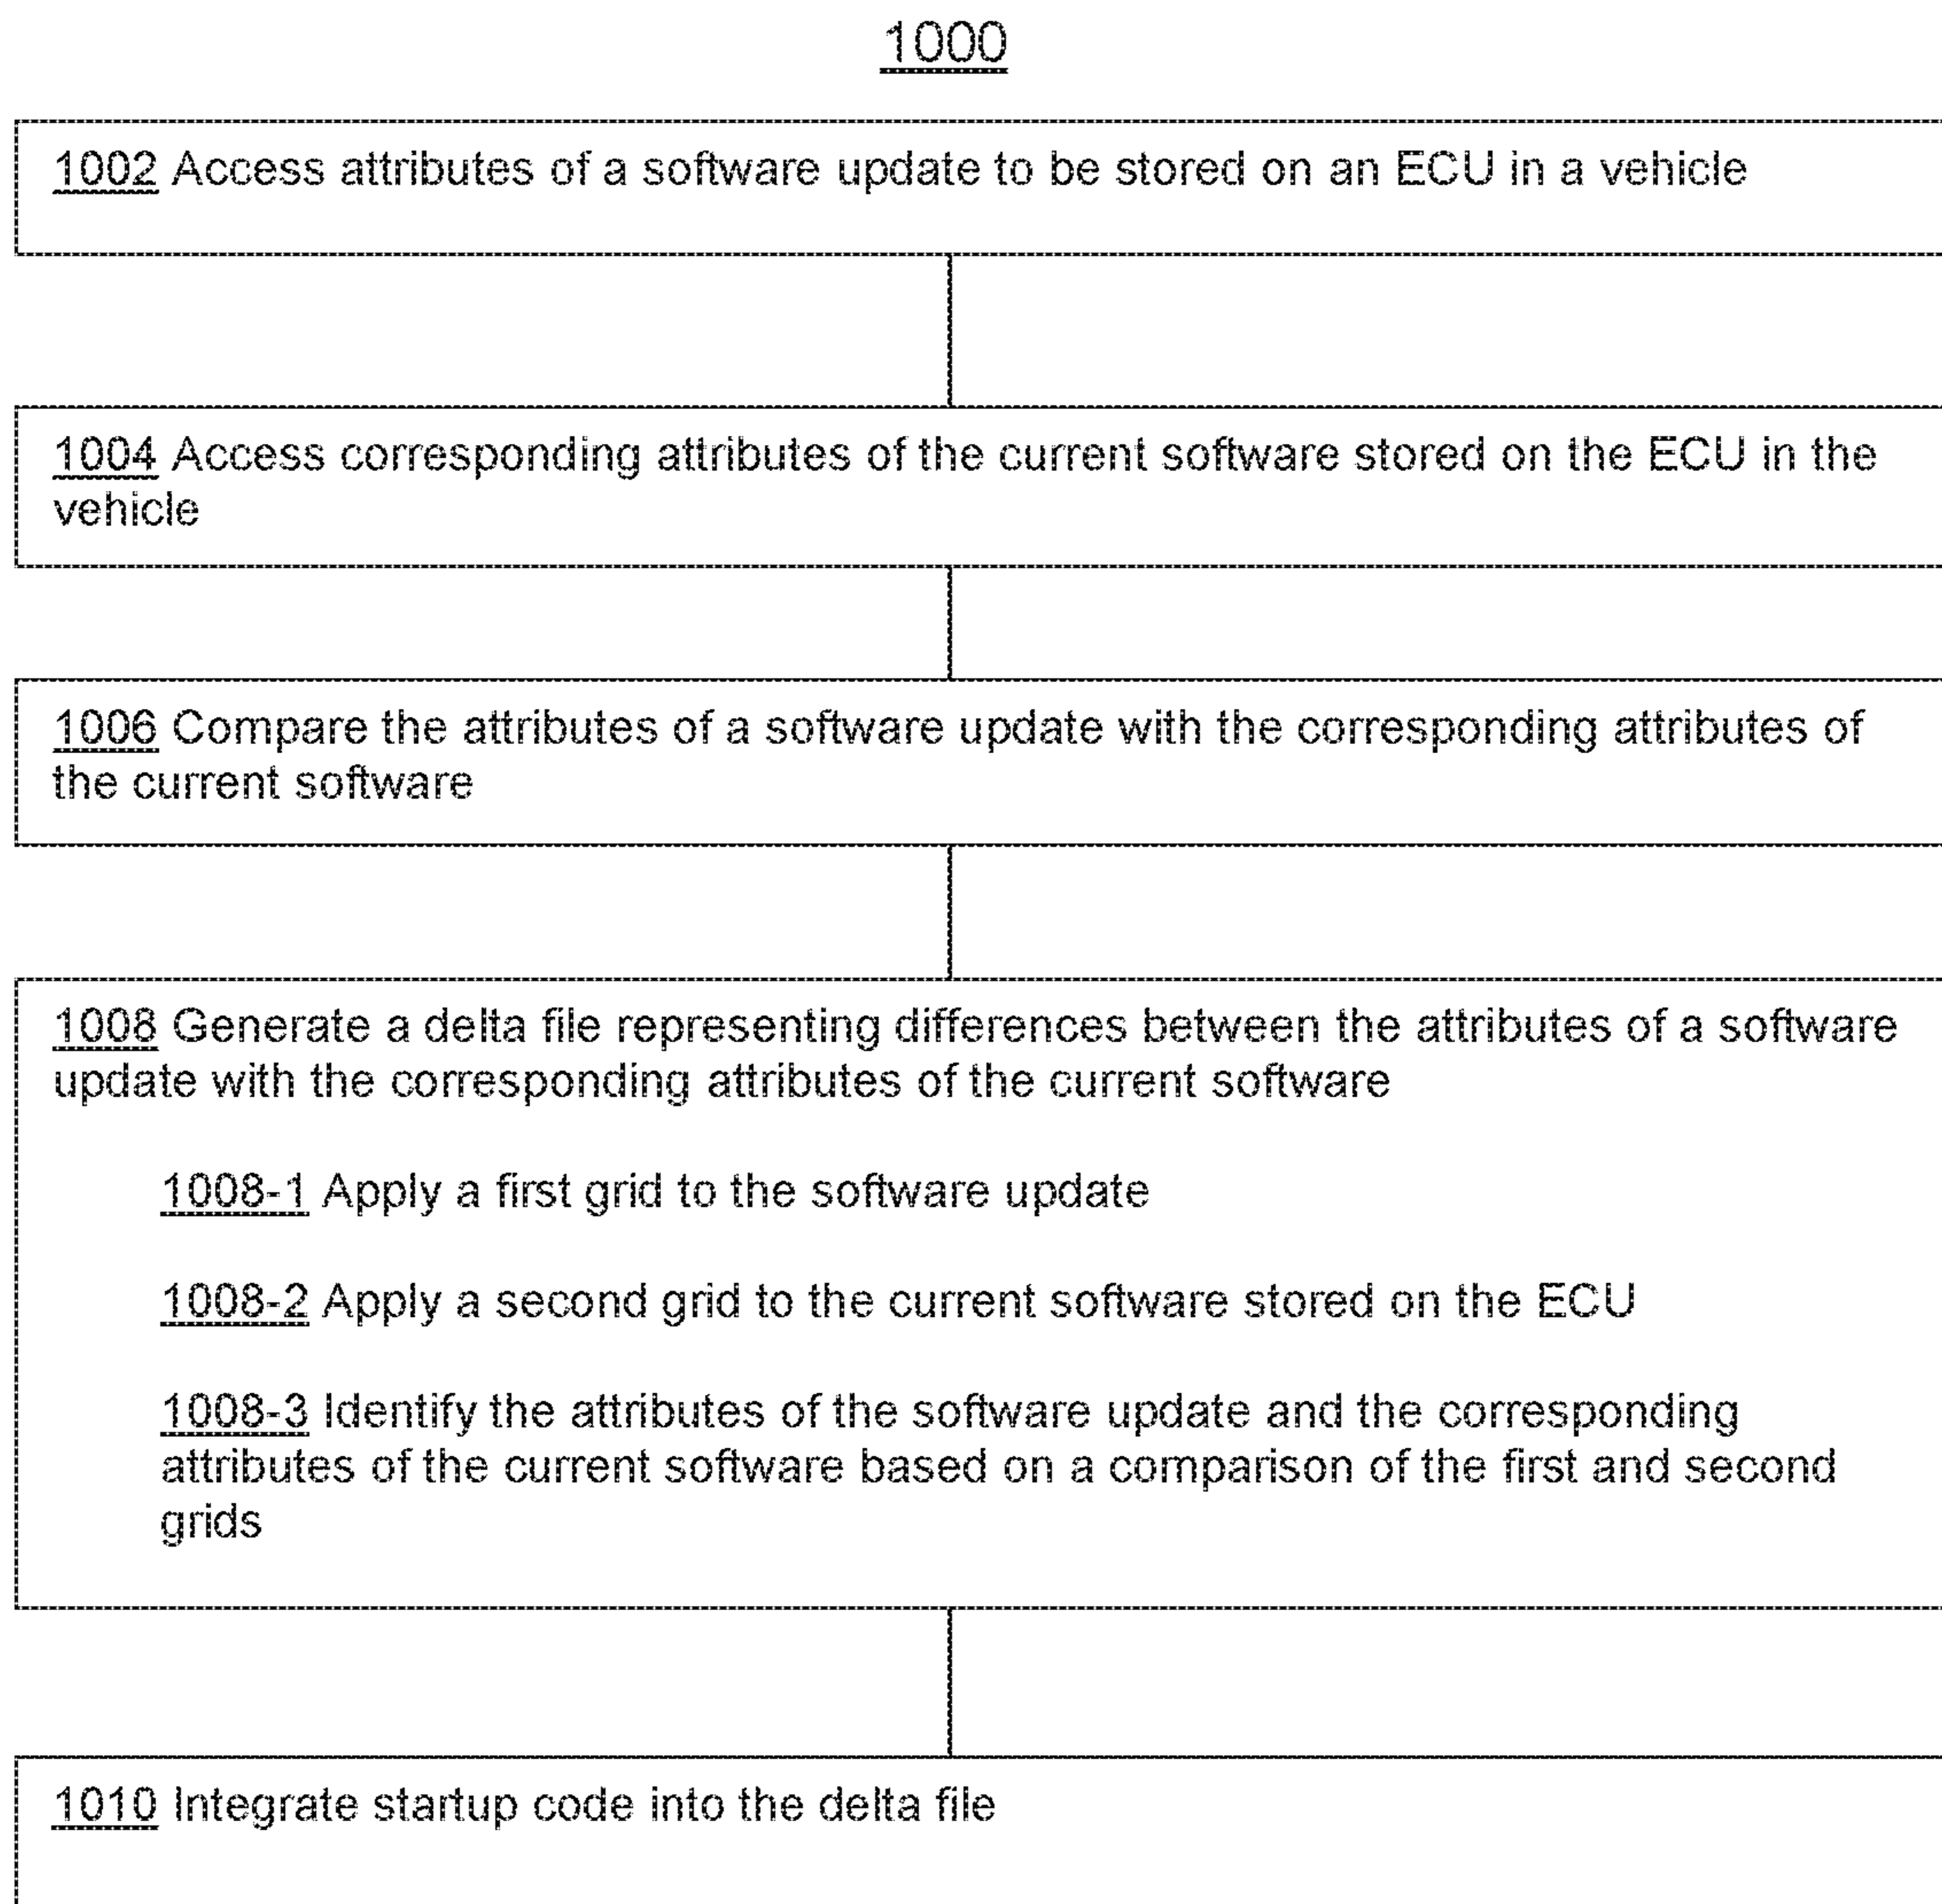 1000
1002 Access attributes of a software update to be stored on an ECU in a vehicle
1004 Access corresponding attributes of the current software stored on the ECU in the
vehicle
1006 Compare the attributes of a software update with the corresponding attributes of
the current software
1008 Generate a delta file representing differences between the attributes of a software
update with the corresponding attributes of the current software
1008-1 Apply a first grid to the software update
1008-2 Apply a second grid to the current software stored on the ECU
1008-3 Identify the attributes of the software update and the corresponding
attributes of the current software based on a comparison of the first and second
grids
1010 Integrate startup code into the delta file